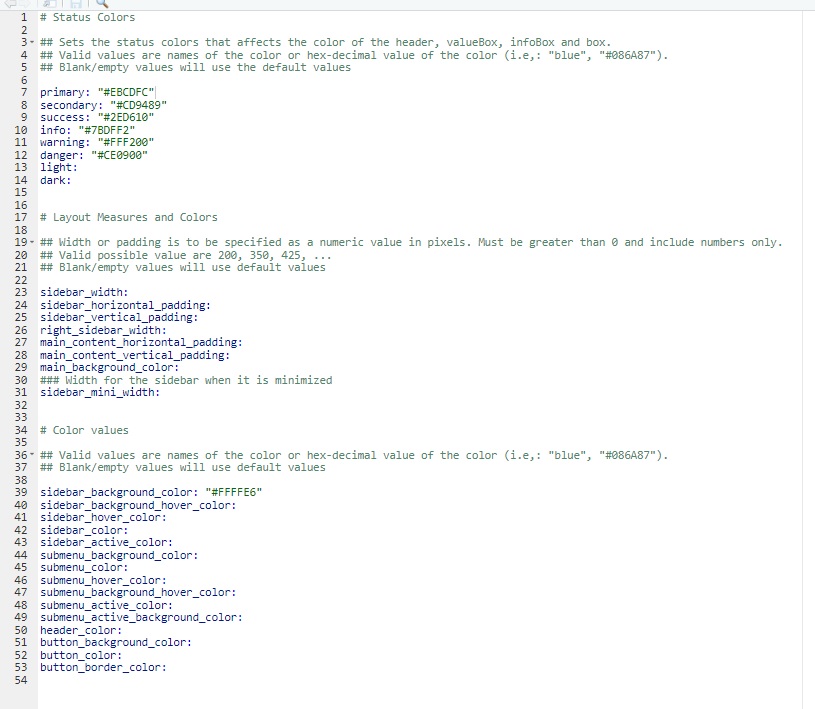 1 # Status Colors
2
3 ## Sets the status colors that affects the color of the header, valueBox, infoBox and box.
4 ## Valid values are names of the color or hex-decimal value of the color (i.e,: "blue", "#086A87").
5 ## Blank/empty values will use the default values
6
7 primary: "#EBCDFC"
8 secondary: "#CD9489"
9 success: "#2ED610"
10 info: "#7BDFF2"
11 warning: "#FFF200"
12 danger: "#CE0900"
13 light:
14 dark:
15
16
17 # Layout Measures and Colors
18
19 ## Width or padding is to be specified as a numeric value in pixels. Must be greater than 0 and include numbers only.
20 ## Valid possible value are 200, 350, 425, ...
21 ## Blank/empty values will use default values
22
23 sidebar_width:
24 sidebar_horizontal_padding:
25 sidebar_vertical_padding:
26 right_sidebar_width:
27 main_content_horizontal_padding:
28 main_content_vertical_padding:
29 main_background_color:
30 ### Width for the sidebar when it is minimized
31 sidebar_mini_width:
32
33
34 # Color values
35
36 ## Valid values are names of the color or hex-decimal value of the color (i.e,: "blue", "#086A87").
37 ## Blank/empty values will use default values
38
39 sidebar_background_color: "#FFFFE6"
40 sidebar_background_hover_color:
41 sidebar_hover_color:
42 sidebar_color:
43 sidebar_active_color:
44 submenu_background_color:
45 submenu_color:
46 submenu_hover_color:
47 submenu_background_hover_color:
48 submenu_active_color:
49 submenu_active_background_color:
50 header_color:
51 button_background_color:
52 button_color:
53 button_border_color:
54